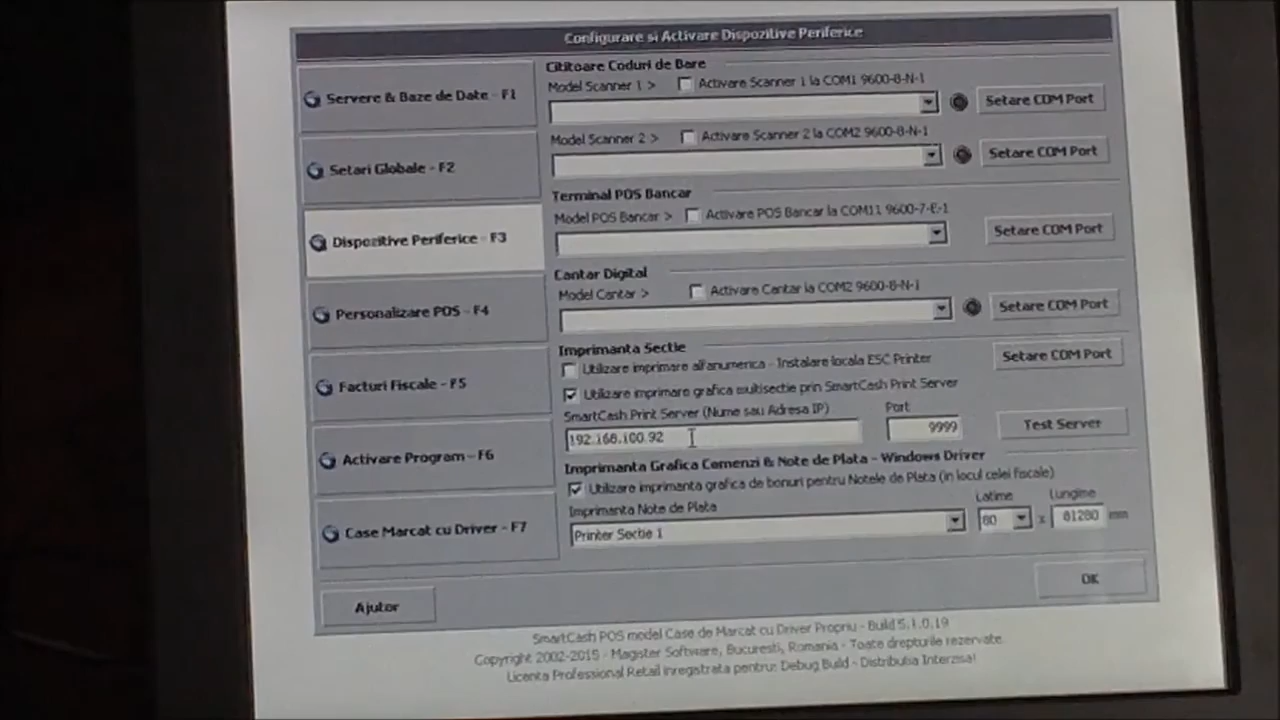 Configurare si Activare Dispozitive Periferice
Servere & Baze de Date - F1
Setari Globale - F2
Dispozitive Periferice - F3
Personalizare POS - F4
Facturi Fiscale - F5
Activare Program - F6
Case Marcat cu Driver - F7
Ajutor
Cititoare Coduri de Bare
Model Scanner 1 > Activare Scanner 1 la COM1 9600-8-N-1
Setare COM Port
Model Scanner 2 > Activare Scanner 2 la COM2 9600-8-N-1
Setare COM Port
Terminal POS Bancar
Model POS Bancar > Activare POS Bancar la COM11 9600-7-E-1
Setare COM Port
Cantar Digital
Model Cantar > Activare Cantar la COM2 9600-8-N-1
Setare COM Port
Imprimanta Sectie
Utilizare imprimare alfanumerica - Instalare locala ESC Printer
Setare COM Port
Utilizare imprimare grafica multisectie prin SmartCash Print Server
SmartCash Print Server (Nume sau Adresa IP) Port
192.168.100.92 9999 Test Server
Imprimanta Grafica Comenzi & Note de Plata - Windows Driver
Utilizare imprimanta grafica de bonuri pentru Notele de Plata (in locul celei fiscale)
Imprimanta Note de Plata Latime Lungime
Printer Sectie 1 80 x 81280 mm
OK
SmartCash POS model Case de Marcat cu Driver Propriu - Build 5.1.0.19
Copyright 2002-2015 - Magister Software, Bucuresti, Romania - Toate drepturile rezervate.
Licenta Professional Retail inregistrata pentru: Debug Build - Distributia Interzisa!